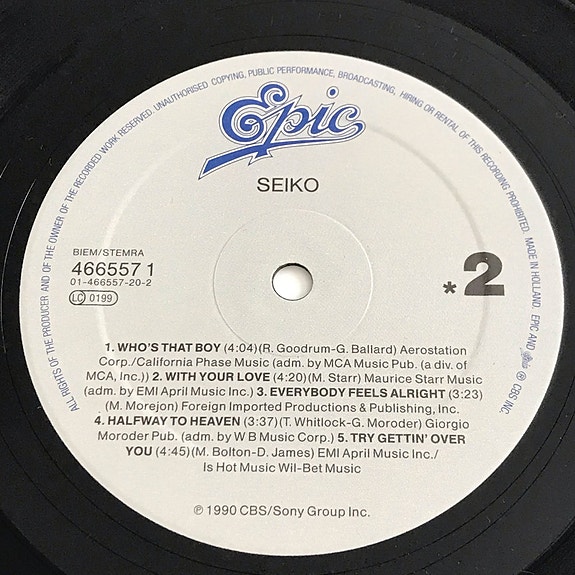 ALL RIGHTS OF THE PRODUCER AND OF THE OWNER OF THE RECORDED WORK RESERVED. UNAUTHORISED COPYING, PUBLIC PERFORMANCE, BROADCASTING, HIRING OR RENTAL OF THIS RECORDING PROHIBITED. MADE IN HOLLAND. EPIC AND Epic ® CBS INC.
Epic
SEIKO
BIEM/STEMRA
466557 1
01-466557-20-2
LC 0199
*2
1. WHO'S THAT BOY (4:04)(R. Goodrum-G. Ballard) Aerostation
Corp./California Phase Music (adm. by MCA Music Pub. (a div. of
MCA, Inc.)) 2. WITH YOUR LOVE (4:20)(M. Starr) Maurice Starr Music
(adm. by EMI April Music Inc.) 3. EVERYBODY FEELS ALRIGHT (3:23)
(M. Morejon) Foreign Imported Productions & Publishing, Inc.
4. HALFWAY TO HEAVEN (3:37)(T. Whitlock-G. Moroder) Giorgio
Moroder Pub. (adm. by W B Music Corp.) 5. TRY GETTIN' OVER
YOU (4:45)(M. Bolton-D. James) EMI April Music Inc./
Is Hot Music Wil-Bet Music
℗ 1990 CBS/Sony Group Inc.